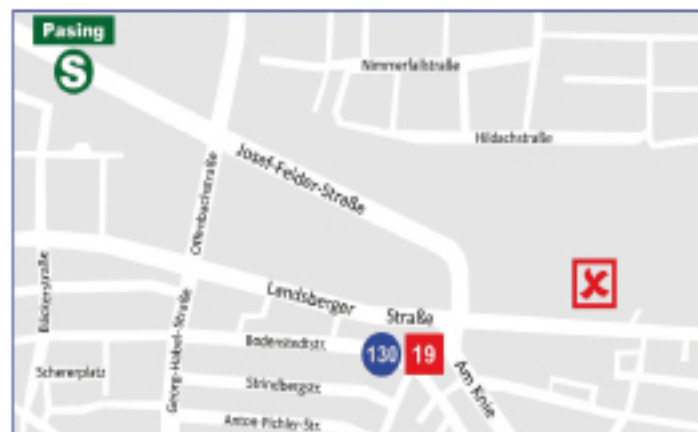 Pasing
S
Nimmerfallstraße
Hildachstraße
Josef-Felder-Straße
Offenbachstraße
Bäckerstraße
Landsberger Straße
Georg-Habel-Straße
Bodenstedtstr.
130
19
Am Knie
Schererplatz
Strindbergstr.
Anton-Pichler-Str.